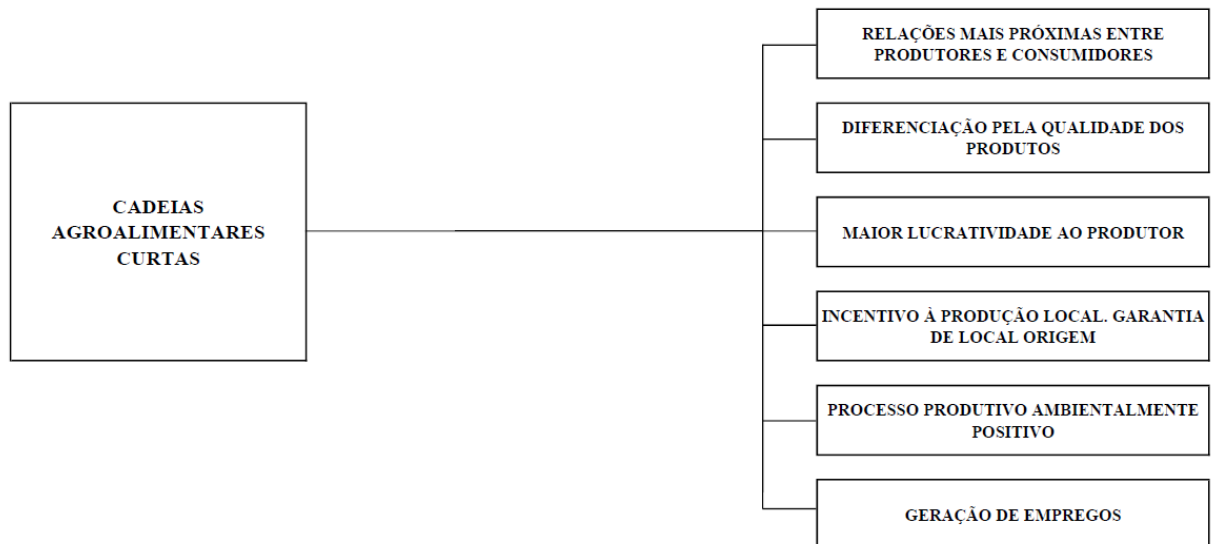 CADEIAS
AGROALIMENTARES
CURTAS
RELAÇÕES MAIS PRÓXIMAS ENTRE
PRODUTORES E CONSUMIDORES
DIFERENCIAÇÃO PELA QUALIDADE DOS
PRODUTOS
MAIOR LUCRATIVIDADE AO PRODUTOR
INCENTIVO À PRODUÇÃO LOCAL. GARANTIA
DE LOCAL ORIGEM
PROCESSO PRODUTIVO AMBIENTALMENTE
POSITIVO
GERAÇÃO DE EMPREGOS